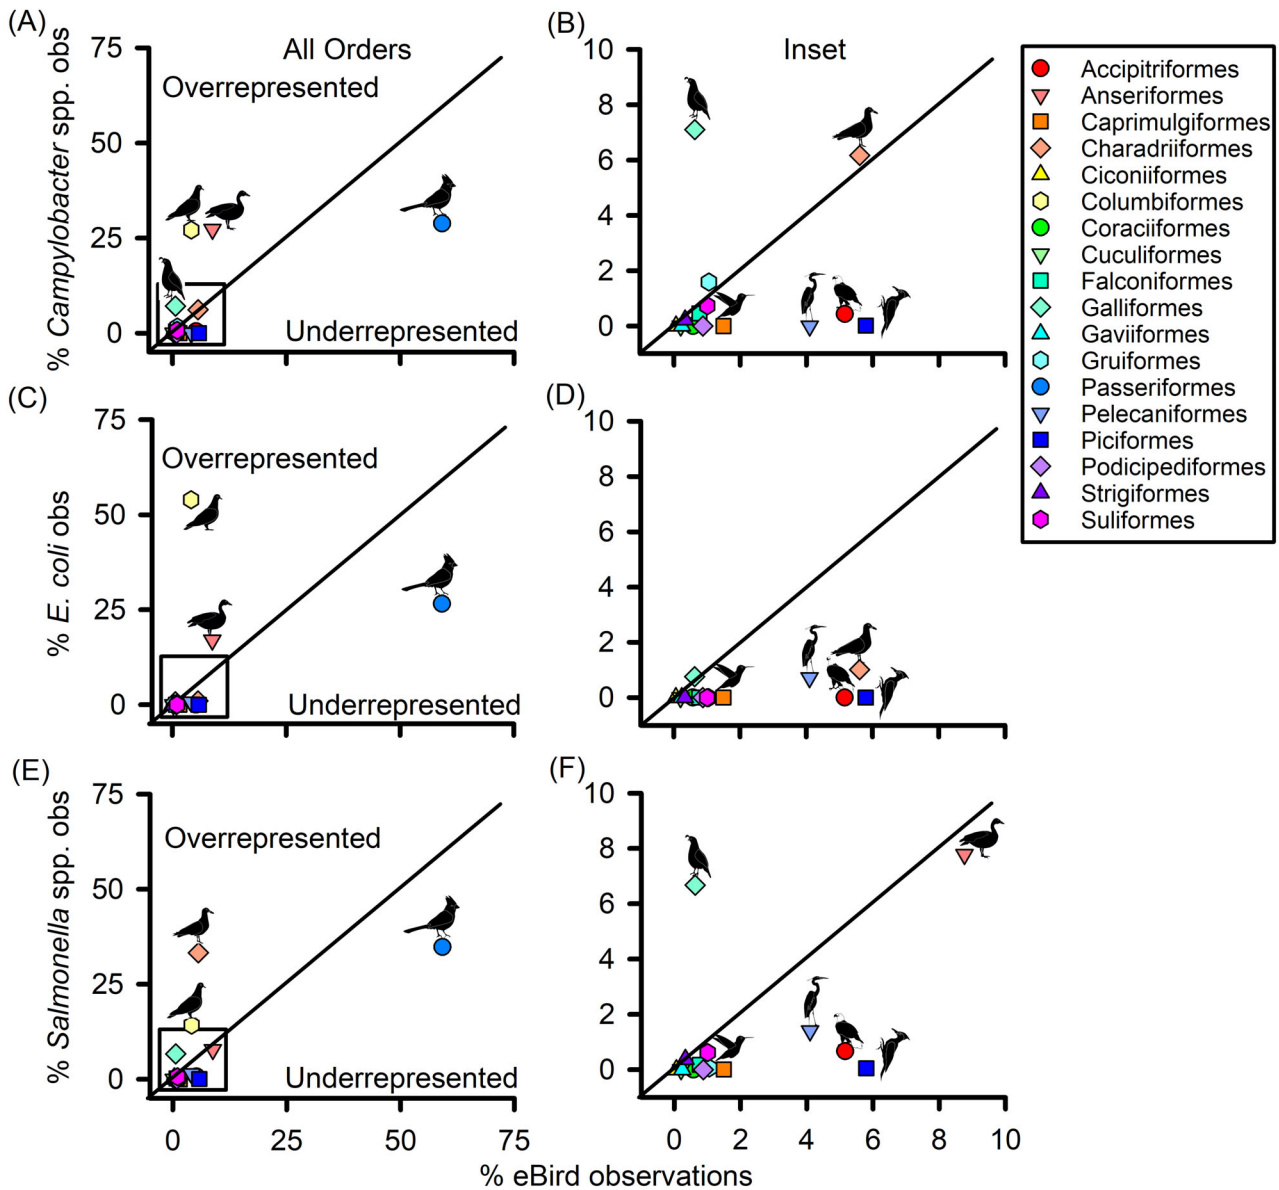 (A)
All Orders
75
50
25
0
% Campylobacter spp. obs
Overrepresented
Underrepresented
(B)
Inset
10
8
6
4
2
0
Accipitriformes
Anseriformes
Caprimulgiformes
Charadriiformes
Ciconiiformes
Columbiformes
Coraciiformes
Cuculiformes
Falconiformes
Galliformes
Gaviiformes
Gruiformes
Passeriformes
Pelecaniformes
Piciformes
Podicipediformes
Strigiformes
Suliformes
(C)
75
50
25
0
% E. coli obs
Overrepresented
Underrepresented
(D)
10
8
6
4
2
0
(E)
75
50
25
0
% Salmonella spp. obs
Overrepresented
Underrepresented
0 25 50 75
(F)
10
8
6
4
2
0
0 2 4 6 8 10
% eBird observations